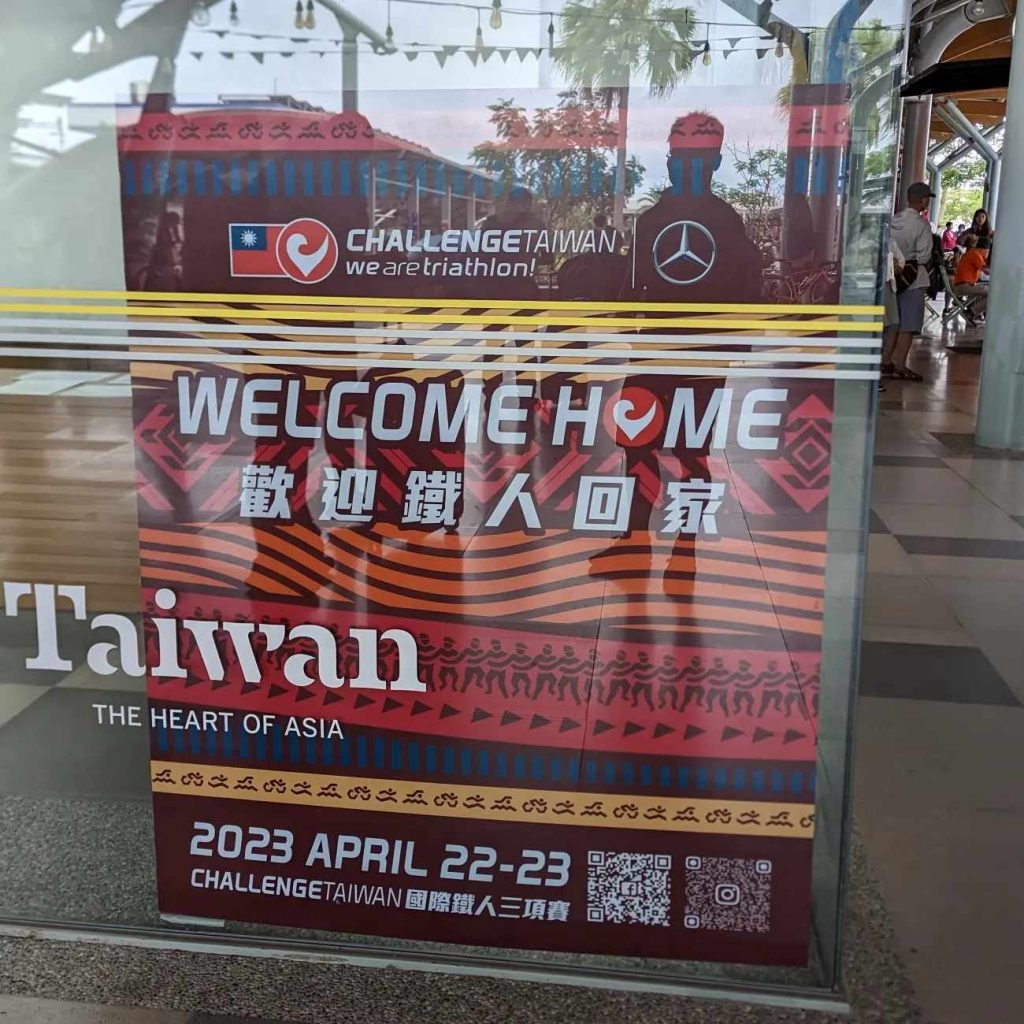 CHALLENGETAIWAN
we are triathlon!
WELCOME HOME
歡迎鐵人回家
Taiwan
THE HEART OF ASIA
2023 APRIL 22-23
CHALLENGETAIWAN 國際鐵人三項賽